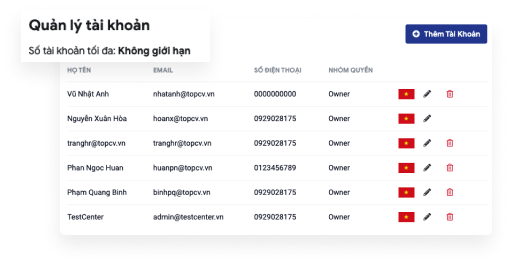 Quản lý tài khoản
Số tài khoản tối đa: Không giới hạn
Thêm Tài Khoản
HỌ TÊN EMAIL SỐ ĐIỆN THOẠI NHÓM QUYỀN
Vũ Nhật Anh nhatanh@topcv.vn 0000000000 Owner
Nguyễn Xuân Hòa hoanx@topcv.vn 0929028175 Owner
tranghr@topcv.vn tranghr@topcv.vn 0929028175 Owner
Phan Ngoc Huan huanpn@topcv.vn 0123456789 Owner
Phạm Quang Bình binhpq@topcv.vn 0929028175 Owner
TestCenter admin@testcenter.vn 0929028175 Owner